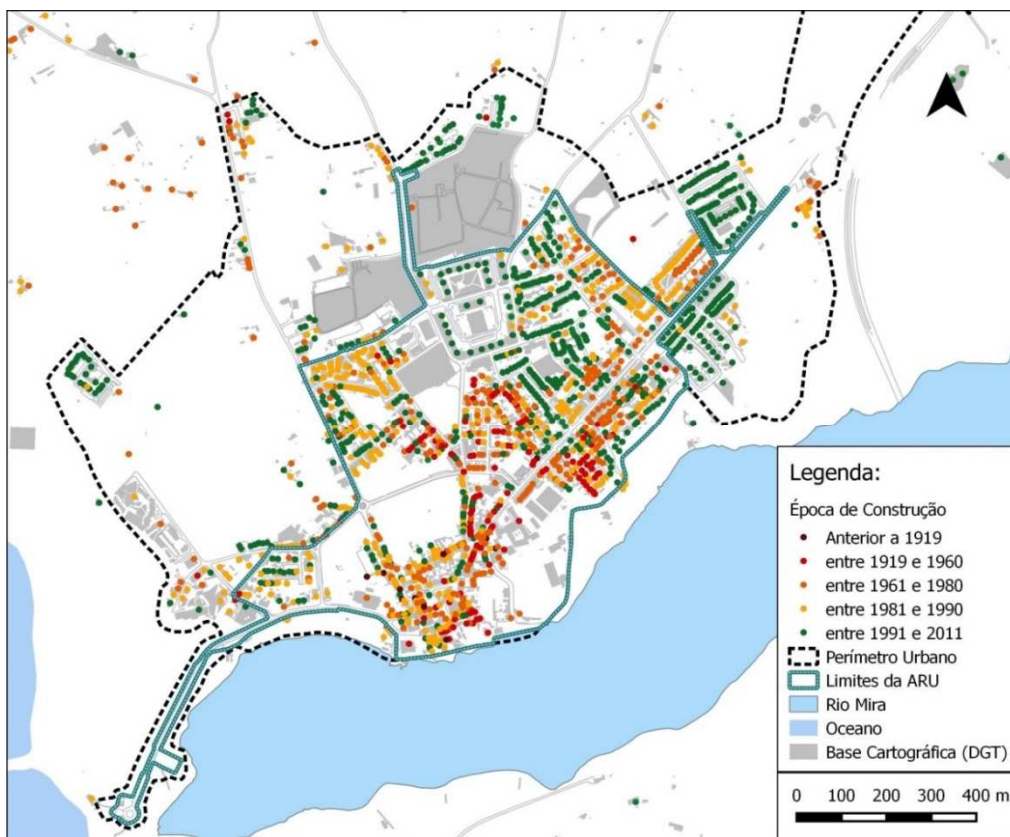 Legenda:
Época de Construção
Anterior a 1919
entre 1919 e 1960
entre 1961 e 1980
entre 1981 e 1990
entre 1991 e 2011
Perímetro Urbano
Limites da ARU
Rio Mira
Oceano
Base Cartográfica (DGT)
0 100 200 300 400 m